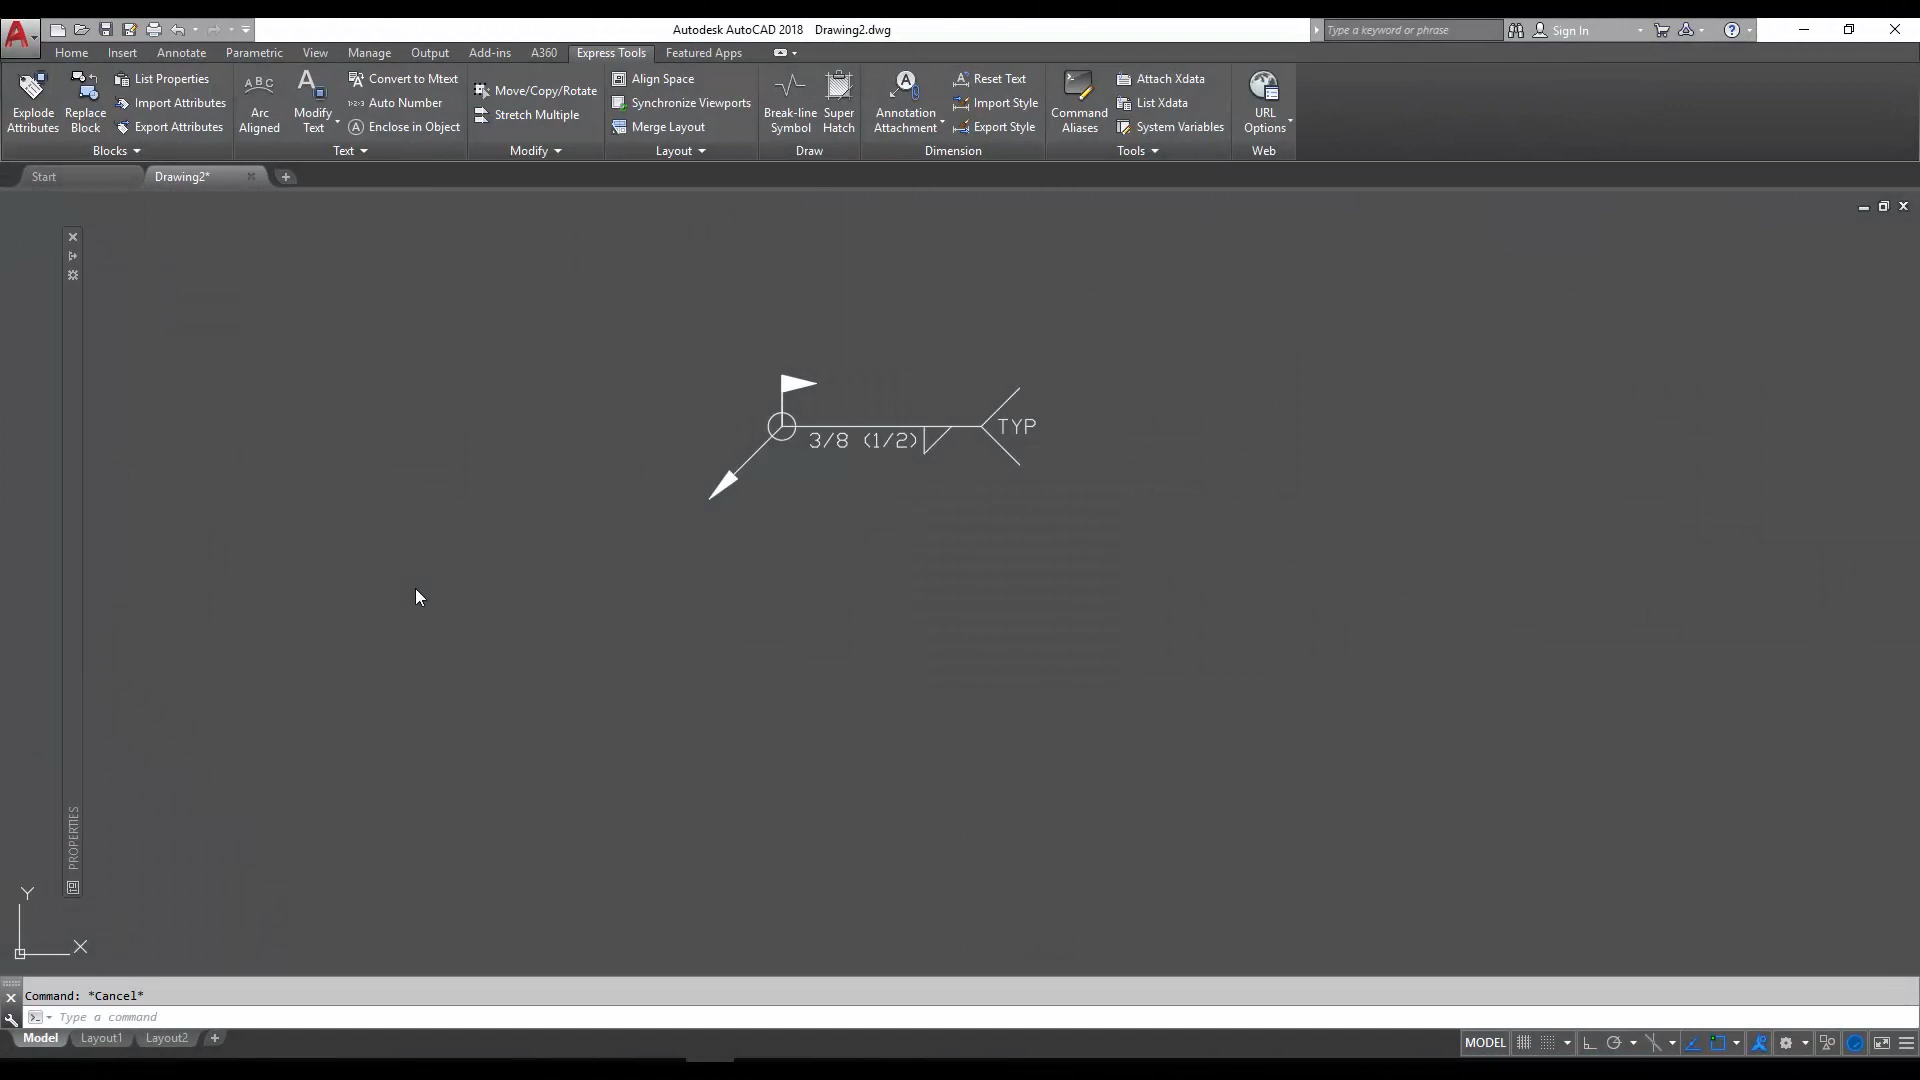 Autodesk AutoCAD 2018 Drawing2.dwg
Type a keyword or phrase
Sign In
Home Insert Annotate Parametric View Manage Output Add-ins A360 Express Tools Featured Apps
Explode Attributes
Replace Block
List Properties
Import Attributes
Export Attributes
Blocks
ABC
Arc Aligned
Modify Text
Convert to Mtext
Auto Number
Enclose in Object
Text
Move/Copy/Rotate
Stretch Multiple
Modify
Align Space
Synchronize Viewports
Merge Layout
Layout
Break-line Symbol
Super Hatch
Draw
Annotation Attachment
Reset Text
Import Style
Export Style
Dimension
Command Aliases
Attach Xdata
List Xdata
System Variables
Tools
URL Options
Web
Start
Drawing2*
3/8 (1/2)
TYP
PROPERTIES
Y
X
Command: *Cancel*
Type a command
Model Layout1 Layout2
MODEL